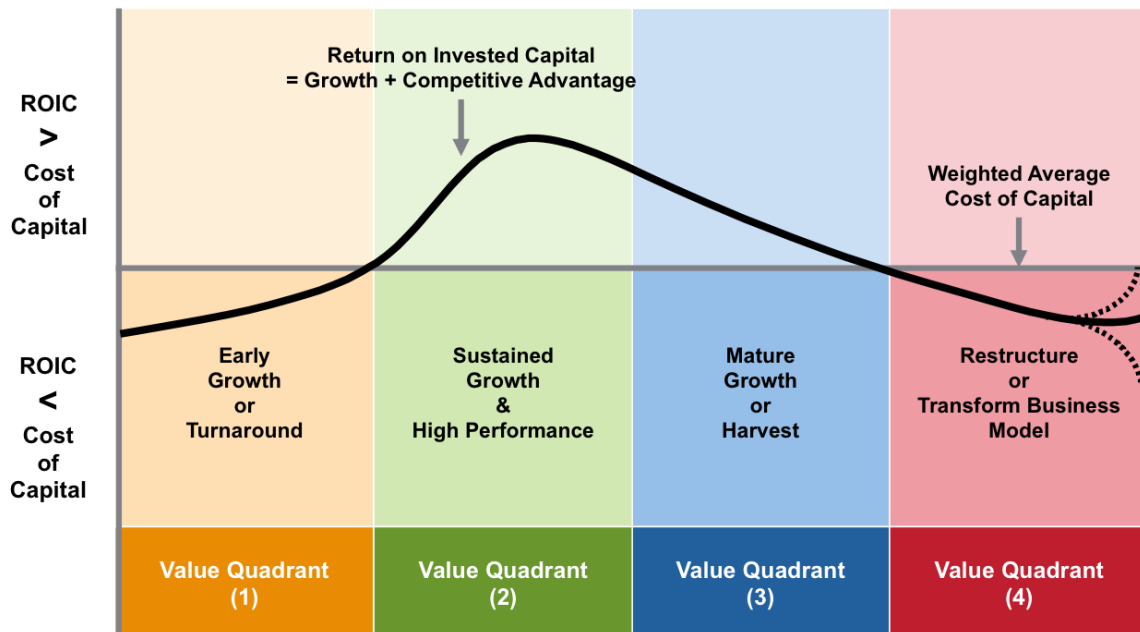 Return on Invested Capital
= Growth + Competitive Advantage
ROIC
>
Cost
of
Capital
Weighted Average
Cost of Capital
ROIC
<
Cost
of
Capital
Early
Growth
or
Turnaround
Sustained
Growth
&
High Performance
Mature
Growth
or
Harvest
Restructure
or
Transform Business
Model
Value Quadrant
(1)
Value Quadrant
(2)
Value Quadrant
(3)
Value Quadrant
(4)